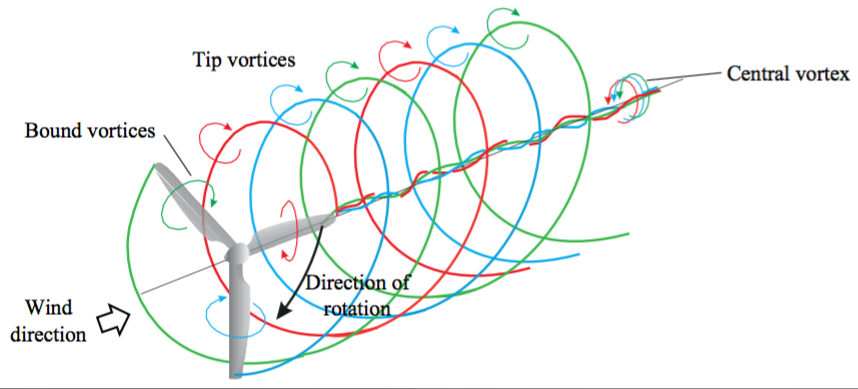 Tip vortices
Central vortex
Bound vortices
Direction of
rotation
Wind
direction